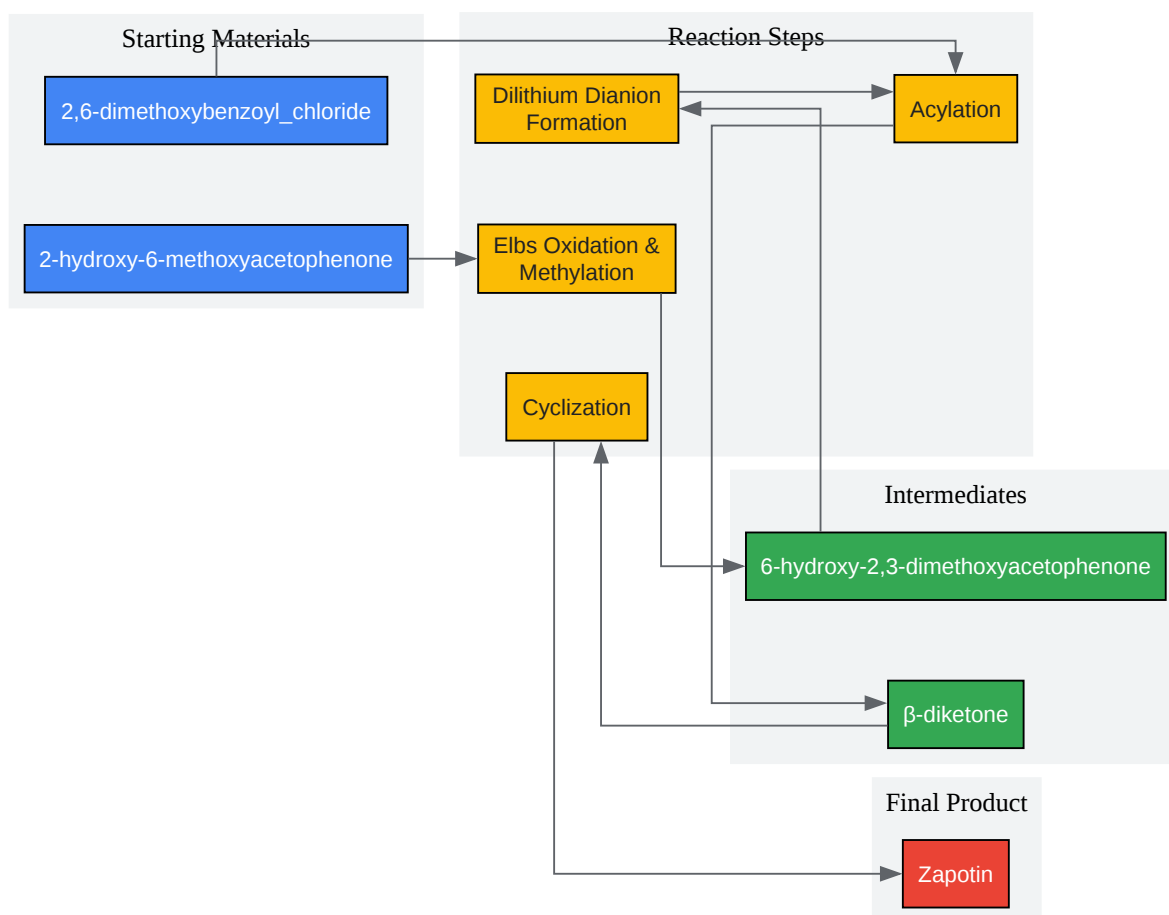 Starting Materials
2,6-dimethoxybenzoyl_chloride
2-hydroxy-6-methoxyacetophenone
Reaction Steps
Dilithium Dianion
Formation
Acylation
Elbs Oxidation &
Methylation
Cyclization
Intermediates
6-hydroxy-2,3-dimethoxyacetophenone
β-diketone
Final Product
Zapotin